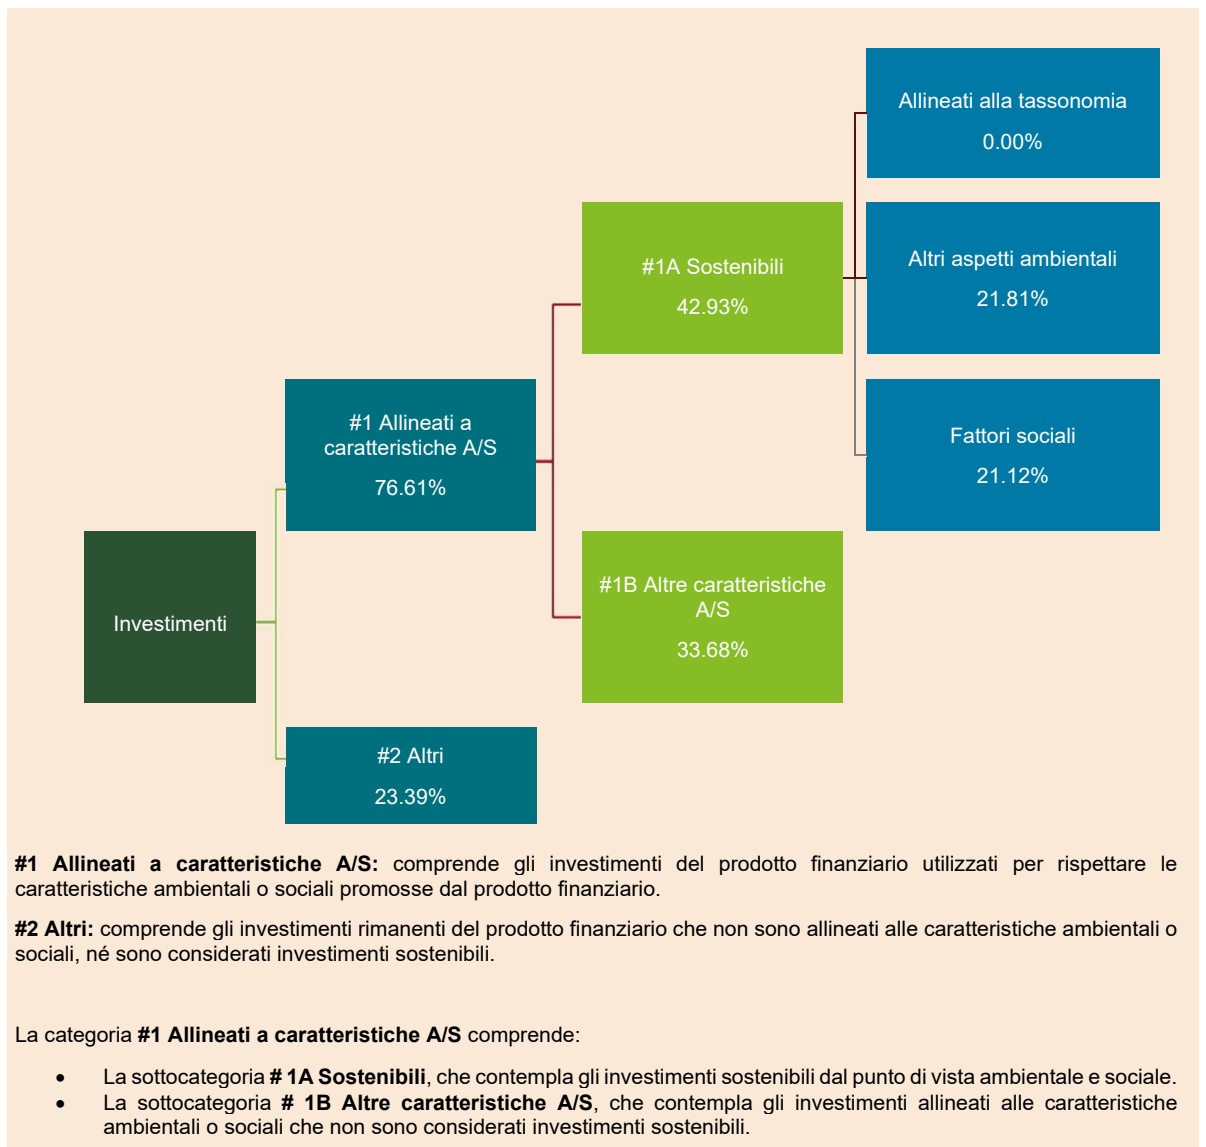 Allineati alla tassonomia
0.00%
#1A Sostenibili
42.93%
Altri aspetti ambientali
21.81%
#1 Allineati a
caratteristiche A/S
76.61%
Fattori sociali
21.12%
Investimenti
#1B Altre caratteristiche
A/S
33.68%
#2 Altri
23.39%
#1 Allineati a caratteristiche A/S: comprende gli investimenti del prodotto finanziario utilizzati per rispettare le
caratteristiche ambientali o sociali promosse dal prodotto finanziario.
#2 Altri: comprende gli investimenti rimanenti del prodotto finanziario che non sono allineati alle caratteristiche ambientali o
sociali, né sono considerati investimenti sostenibili.
La categoria #1 Allineati a caratteristiche A/S comprende:
• La sottocategoria # 1A Sostenibili, che contempla gli investimenti sostenibili dal punto di vista ambientale e sociale.
• La sottocategoria # 1B Altre caratteristiche A/S, che contempla gli investimenti allineati alle caratteristiche
ambientali o sociali che non sono considerati investimenti sostenibili.